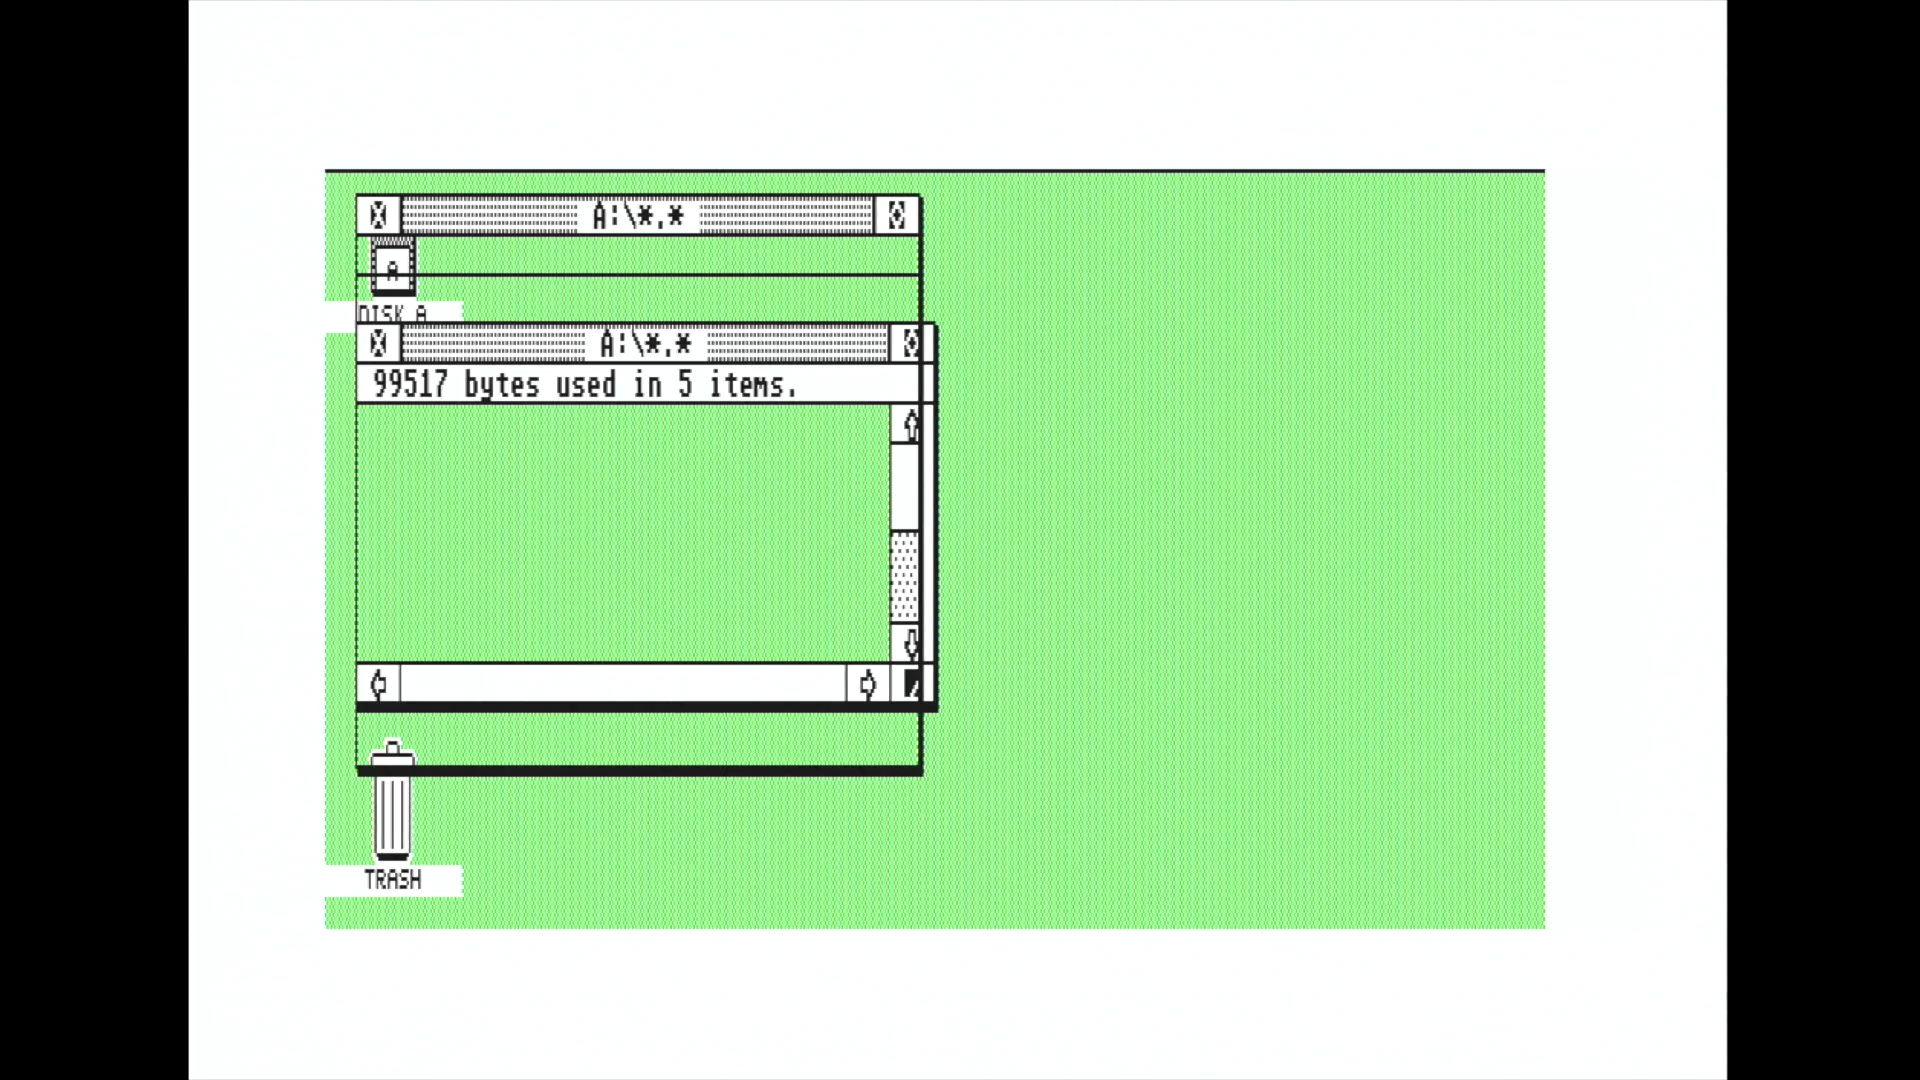 A:\*.*
A
DISK A
A:\*.*
99517 bytes used in 5 items.
TRASH